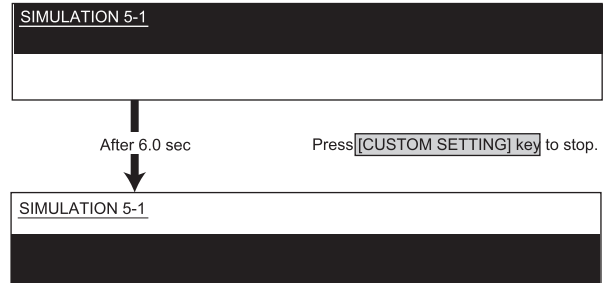 SIMULATION 5-1
After 6.0 sec
Press [CUSTOM SETTING] key to stop.
SIMULATION 5-1